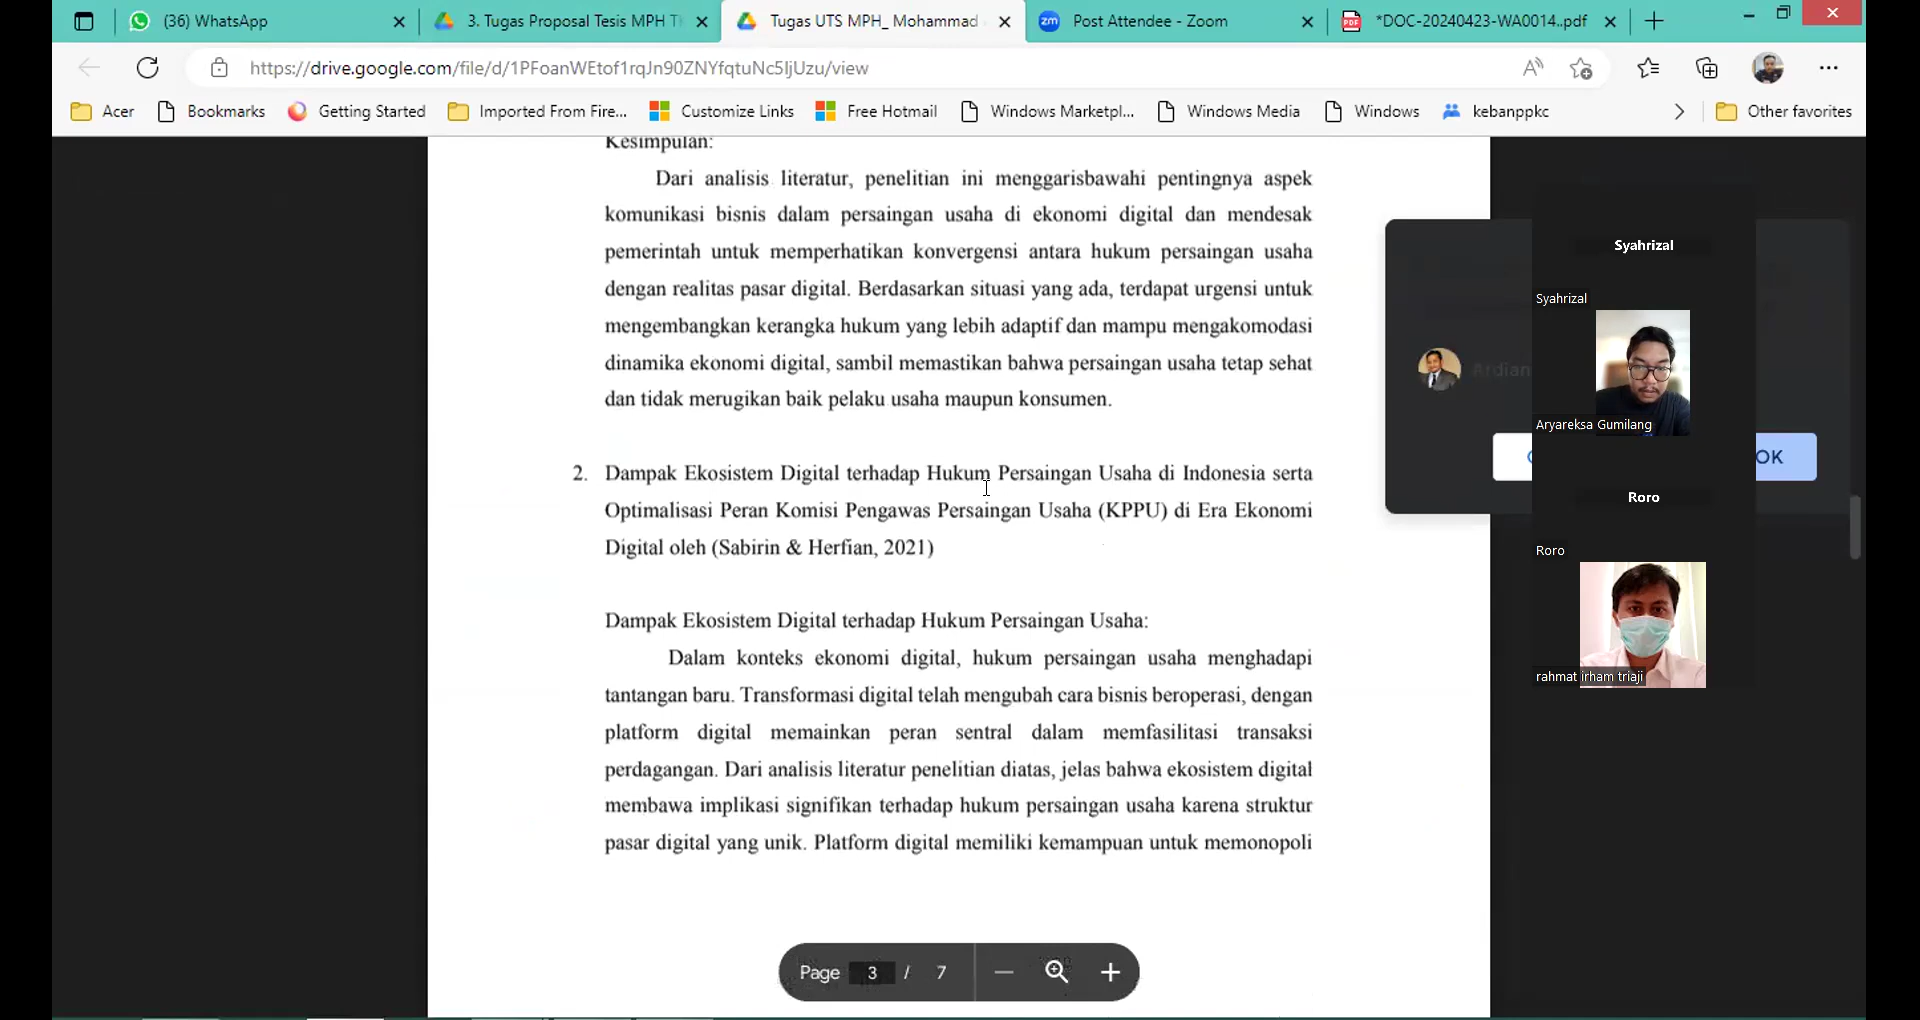 (36) WhatsApp
3. Tugas Proposal Tesis MPH
Tugas UTS MPH_ Mohammad
zm Post Attendee - Zoom
PDF *DOC-20240423-WA0014..pdf
https://drive.google.com/file/d/1PFoanWEtof1rqJn90ZNYfqtuNc5IjUzu/view
Acer
Bookmarks
Getting Started
Imported From Fire...
Customize Links
Free Hotmail
Windows Marketpl...
Windows Media
Windows
kebanppkc
Other favorites
Kesimpulan:
Dari analisis literatur, penelitian ini menggarisbawahi pentingnya aspek
komunikasi bisnis dalam persaingan usaha di ekonomi digital dan mendesak
pemerintah untuk memperhatikan konvergensi antara hukum persaingan usaha
dengan realitas pasar digital. Berdasarkan situasi yang ada, terdapat urgensi untuk
mengembangkan kerangka hukum yang lebih adaptif dan mampu mengakomodasi
dinamika ekonomi digital, sambil memastikan bahwa persaingan usaha tetap sehat
dan tidak merugikan baik pelaku usaha maupun konsumen.
2. Dampak Ekosistem Digital terhadap Hukum Persaingan Usaha di Indonesia serta
Optimalisasi Peran Komisi Pengawas Persaingan Usaha (KPPU) di Era Ekonomi
Digital oleh (Sabirin & Herfian, 2021)
Dampak Ekosistem Digital terhadap Hukum Persaingan Usaha:
Dalam konteks ekonomi digital, hukum persaingan usaha menghadapi
tantangan baru. Transformasi digital telah mengubah cara bisnis beroperasi, dengan
platform digital memainkan peran sentral dalam memfasilitasi transaksi
perdagangan. Dari analisis literatur penelitian diatas, jelas bahwa ekosistem digital
membawa implikasi signifikan terhadap hukum persaingan usaha karena struktur
pasar digital yang unik. Platform digital memiliki kemampuan untuk memonopoli
Page 3 / 7
Syahrizal
Syahrizal
Ardian
Aryareksa Gumilang
OK
Roro
Roro
rahmat irham triaji